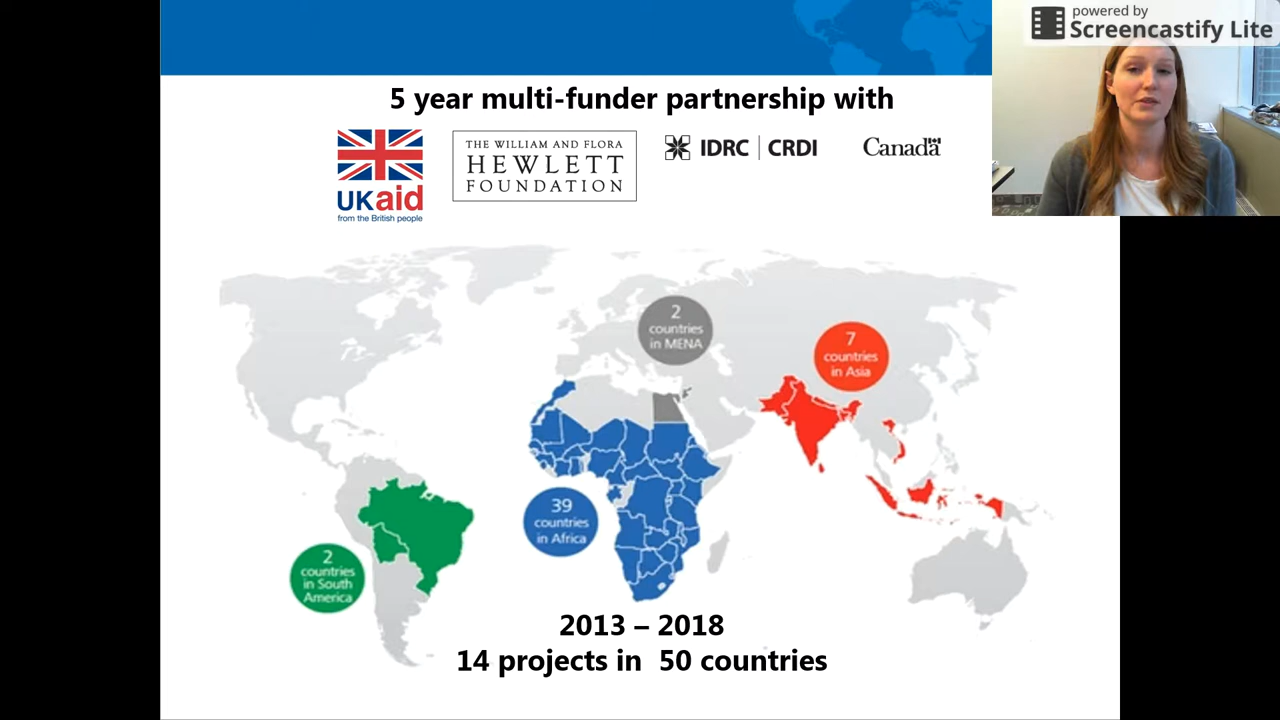 powered by
Screencastify Lite
5 year multi-funder partnership with
UKaid
from the British people
THE WILLIAM AND FLORA
HEWLETT
FOUNDATION
IDRC | CRDI
Canada
2
countries
in MENA
7
countries
in Asia
39
countries
in Africa
2
countries
in South
America
2013 – 2018
14 projects in 50 countries